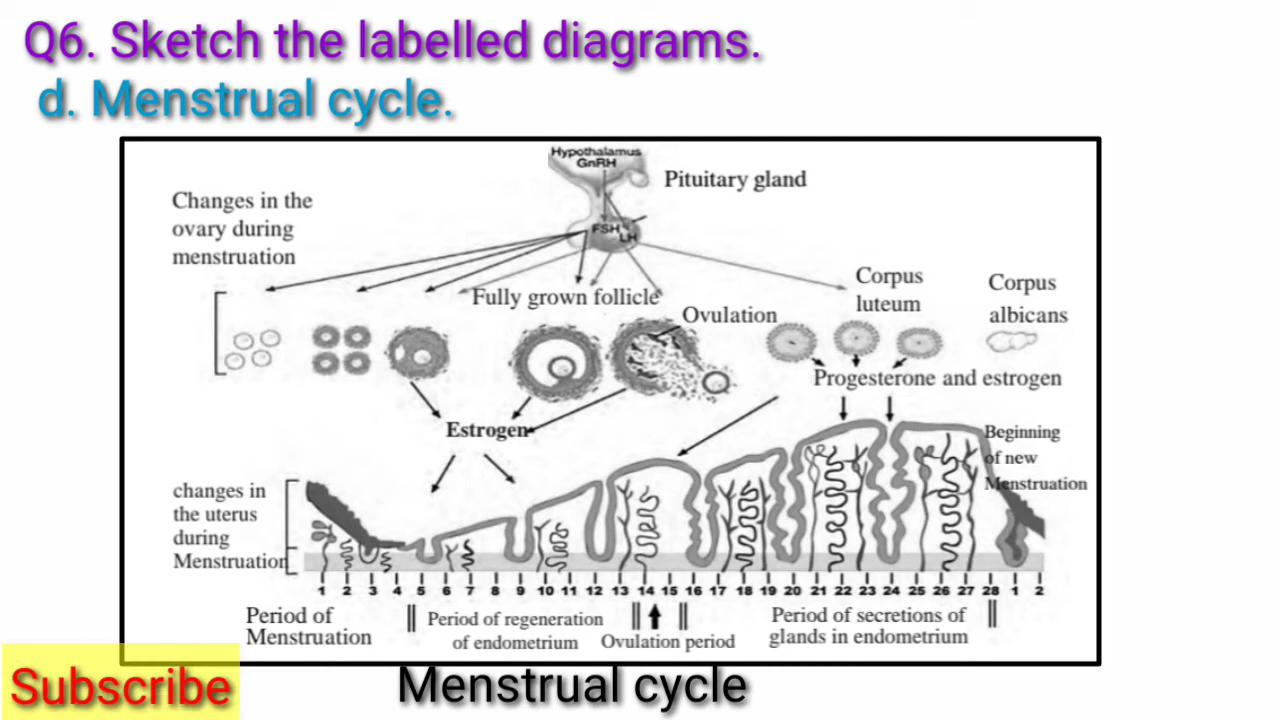 Q6. Sketch the labelled diagrams.
d. Menstrual cycle.
Hypothalamus
GnRH
Pituitary gland
Changes in the
ovary during
menstruation
FSH
LH
Corpus
luteum
Corpus
albicans
Fully grown follicle
Ovulation
Progesterone and estrogen
Estrogen
Beginning
of new
Menstruation
changes in
the uterus
during
Menstruation
1 2 3 4 5 6 7 8 9 10 11 12 13 14 15 16 17 18 19 20 21 22 23 24 25 26 27 28 1 2
Period of
Menstruation
Period of regeneration
of endometrium
Ovulation period
Period of secretions of
glands in endometrium
Subscribe
Menstrual cycle